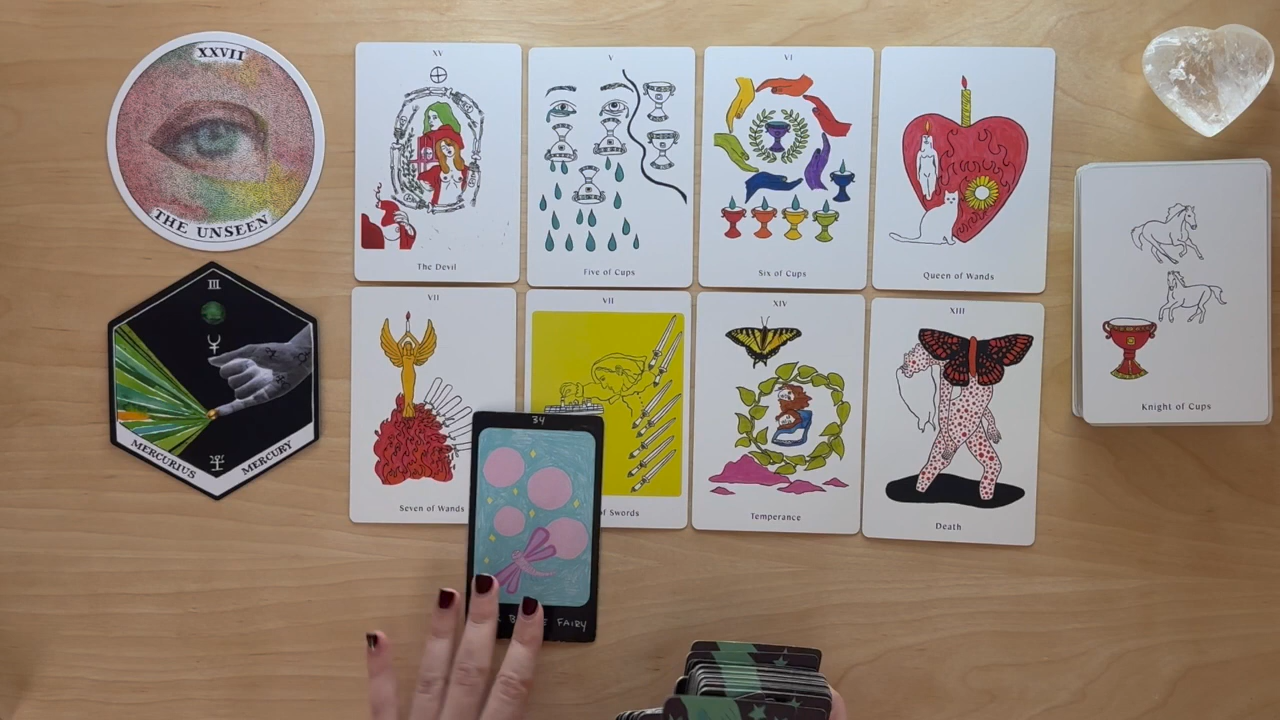 XXVII
THE UNSEEN
III
MERCURIUS
MERCURY
XV
The Devil
V
Five of Cups
VI
Six of Cups
Queen of Wands
VII
Seven of Wands
VII
of Swords
XIV
Temperance
XIII
Death
Knight of Cups
34
FAIRY